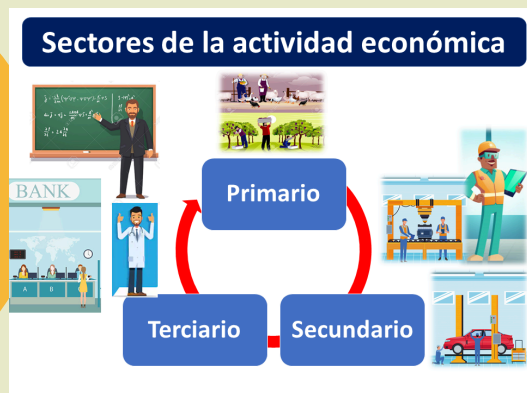 Sectores de la actividad económica
BANK
A
B
Primario
Terciario
Secundario